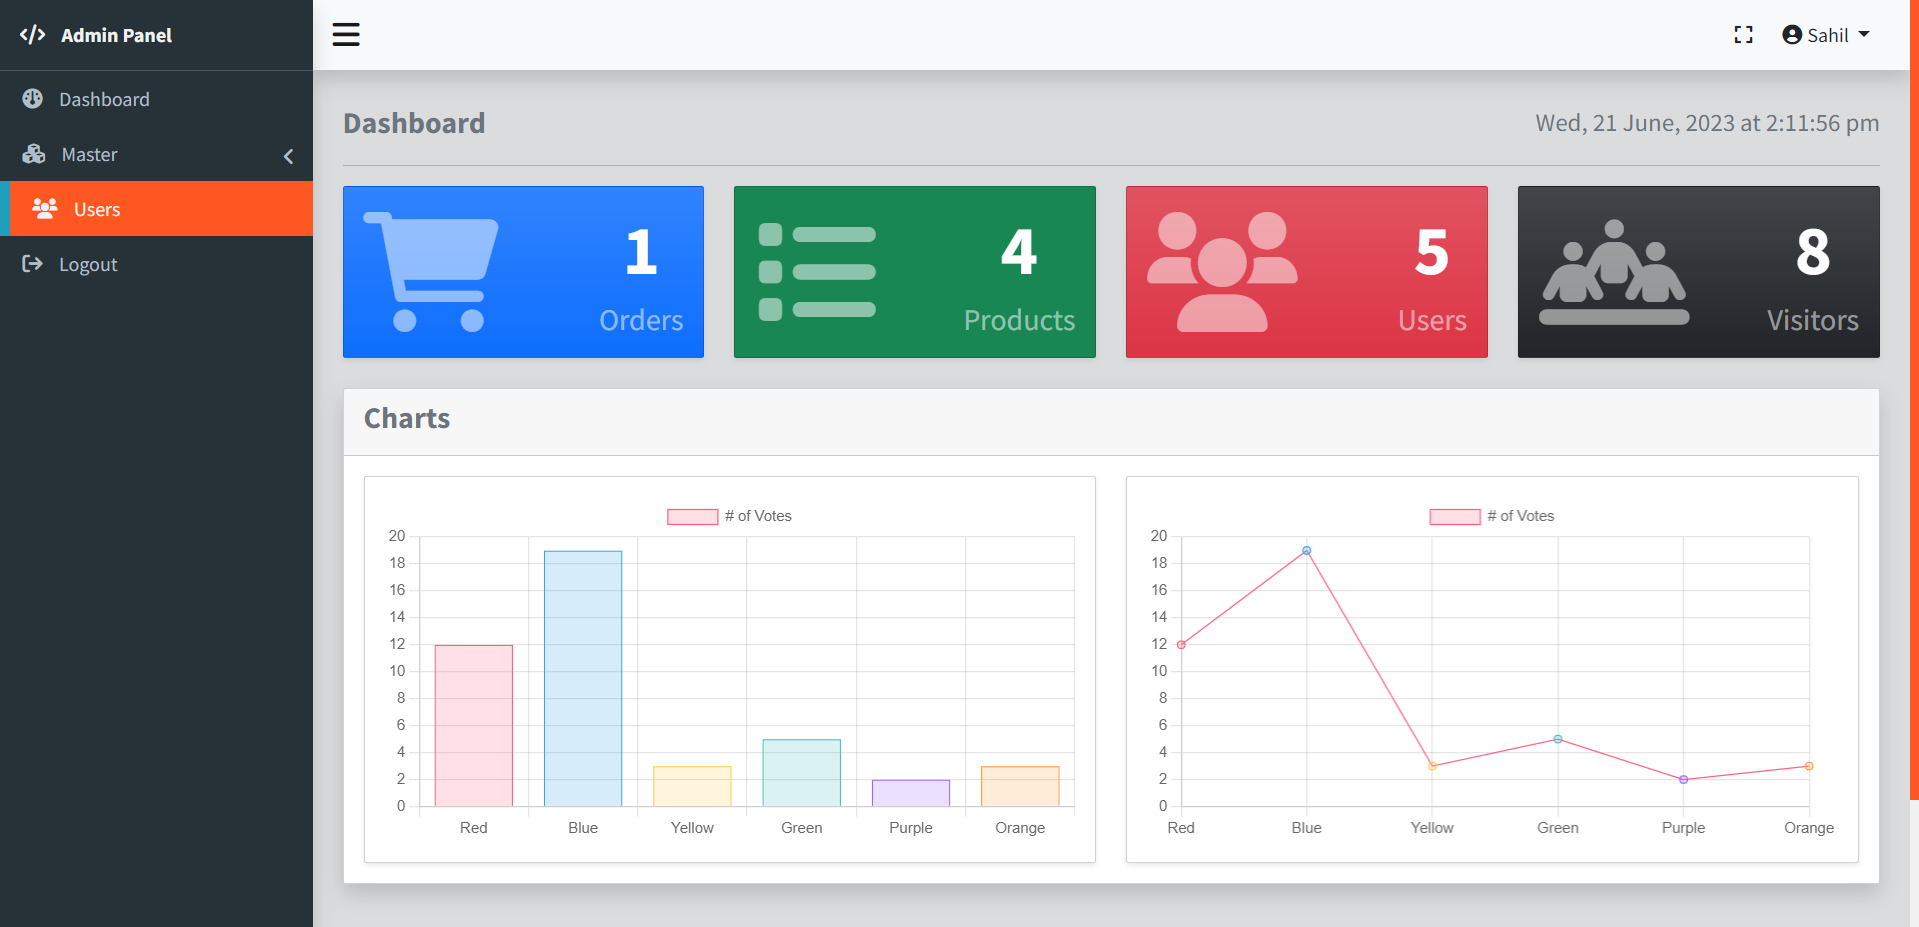 Admin Panel
Sahil
Dashboard
Master
Users
Logout
Dashboard
Wed, 21 June, 2023 at 2:11:56 pm
1
Orders
4
Products
5
Users
8
Visitors
Charts
# of Votes
20
18
16
14
12
10
8
6
4
2
0
Red Blue Yellow Green Purple Orange
# of Votes
20
18
16
14
12
10
8
6
4
2
0
Red Blue Yellow Green Purple Orange